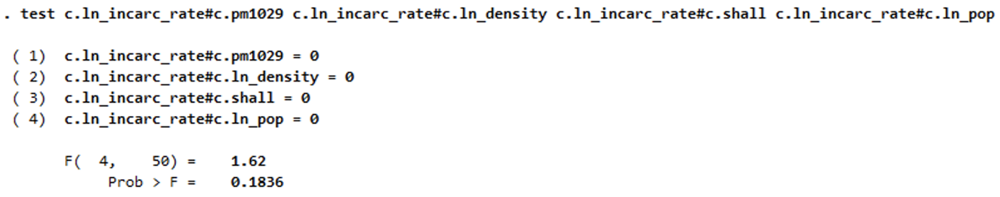 . test c.ln_incarc_rate#c.pm1029 c.ln_incarc_rate#c.ln_density c.ln_incarc_rate#c.shall c.ln_incarc_rate#c.ln_pop
( 1) c.ln_incarc_rate#c.pm1029 = 0
( 2) c.ln_incarc_rate#c.ln_density = 0
( 3) c.ln_incarc_rate#c.shall = 0
( 4) c.ln_incarc_rate#c.ln_pop = 0
F( 4, 50) = 1.62
Prob > F = 0.1836